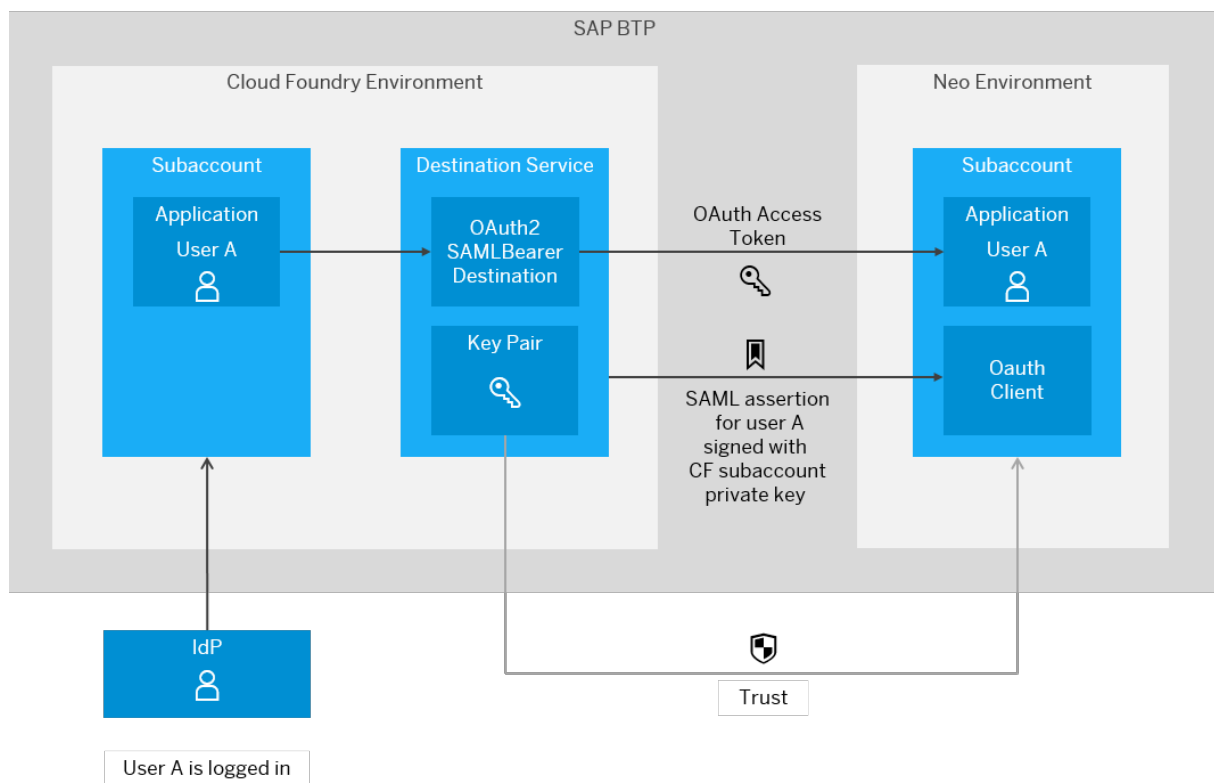 SAP BTP
Cloud Foundry Environment
Neo Environment
Subaccount
Application
User A
Destination Service
OAuth2
SAMLBearer
Destination
Key Pair
OAuth Access
Token
SAML assertion
for user A
signed with
CF subaccount
private key
Subaccount
Application
User A
Oauth
Client
IdP
User A is logged in
Trust